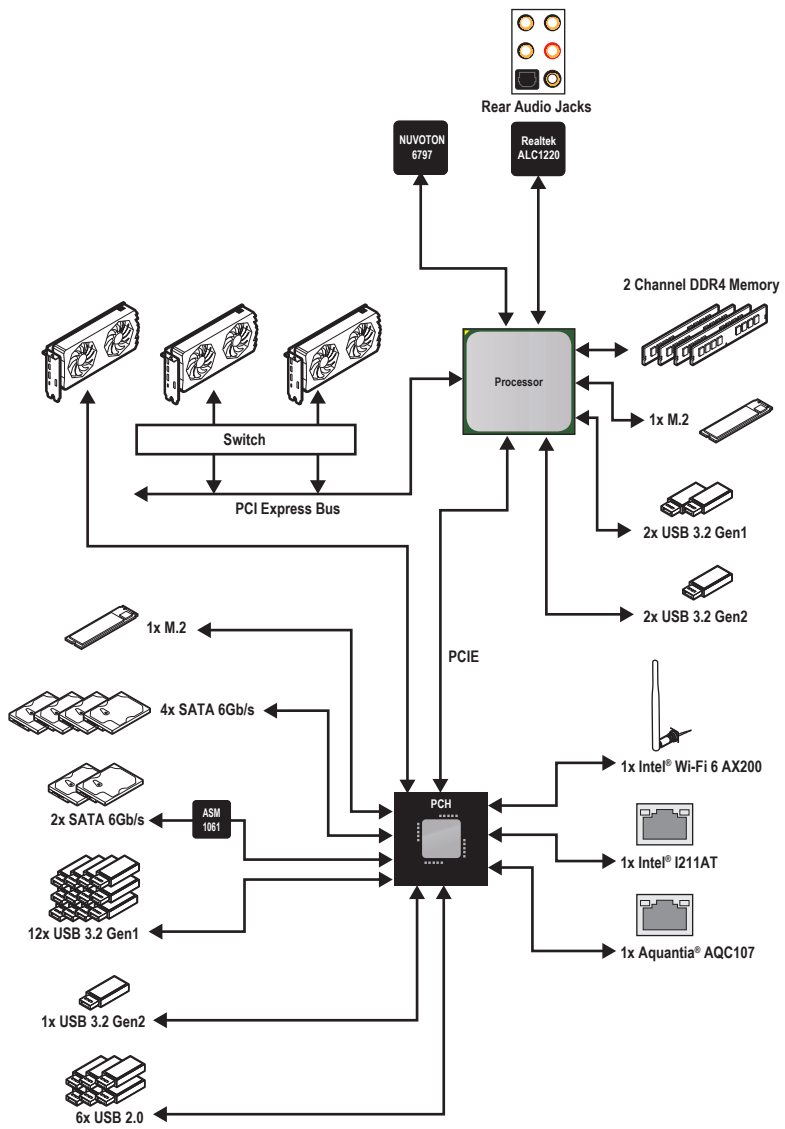 Rear Audio Jacks
NUVOTON
6797
Realtek
ALC1220
2 Channel DDR4 Memory
Processor
1x M.2
Switch
PCI Express Bus
2x USB 3.2 Gen1
2x USB 3.2 Gen2
1x M.2
PCIE
4x SATA 6Gb/s
1x Intel® Wi-Fi 6 AX200
PCH
2x SATA 6Gb/s
ASM
1061
1x Intel® I211AT
12x USB 3.2 Gen1
1x Aquantia® AQC107
1x USB 3.2 Gen2
6x USB 2.0